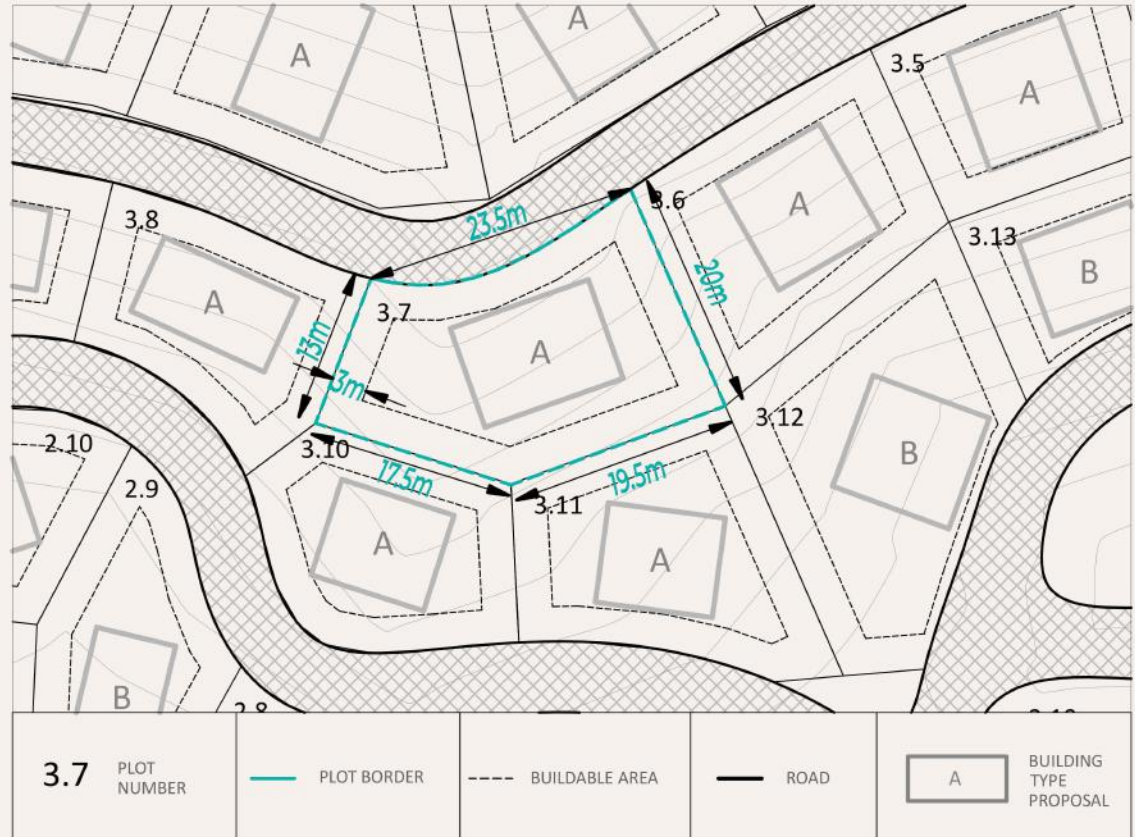 A
A
3.5
A
3.6
A
23.5m
3.8
20m
3.13
B
A
3.7
A
13m
3m
3.12
3.10
2.10
17.5m
19.5m
B
2.9
3.11
A
A
B
2.8
3.7 PLOT NUMBER
PLOT BORDER
BUILDABLE AREA
ROAD
A
BUILDING TYPE PROPOSAL